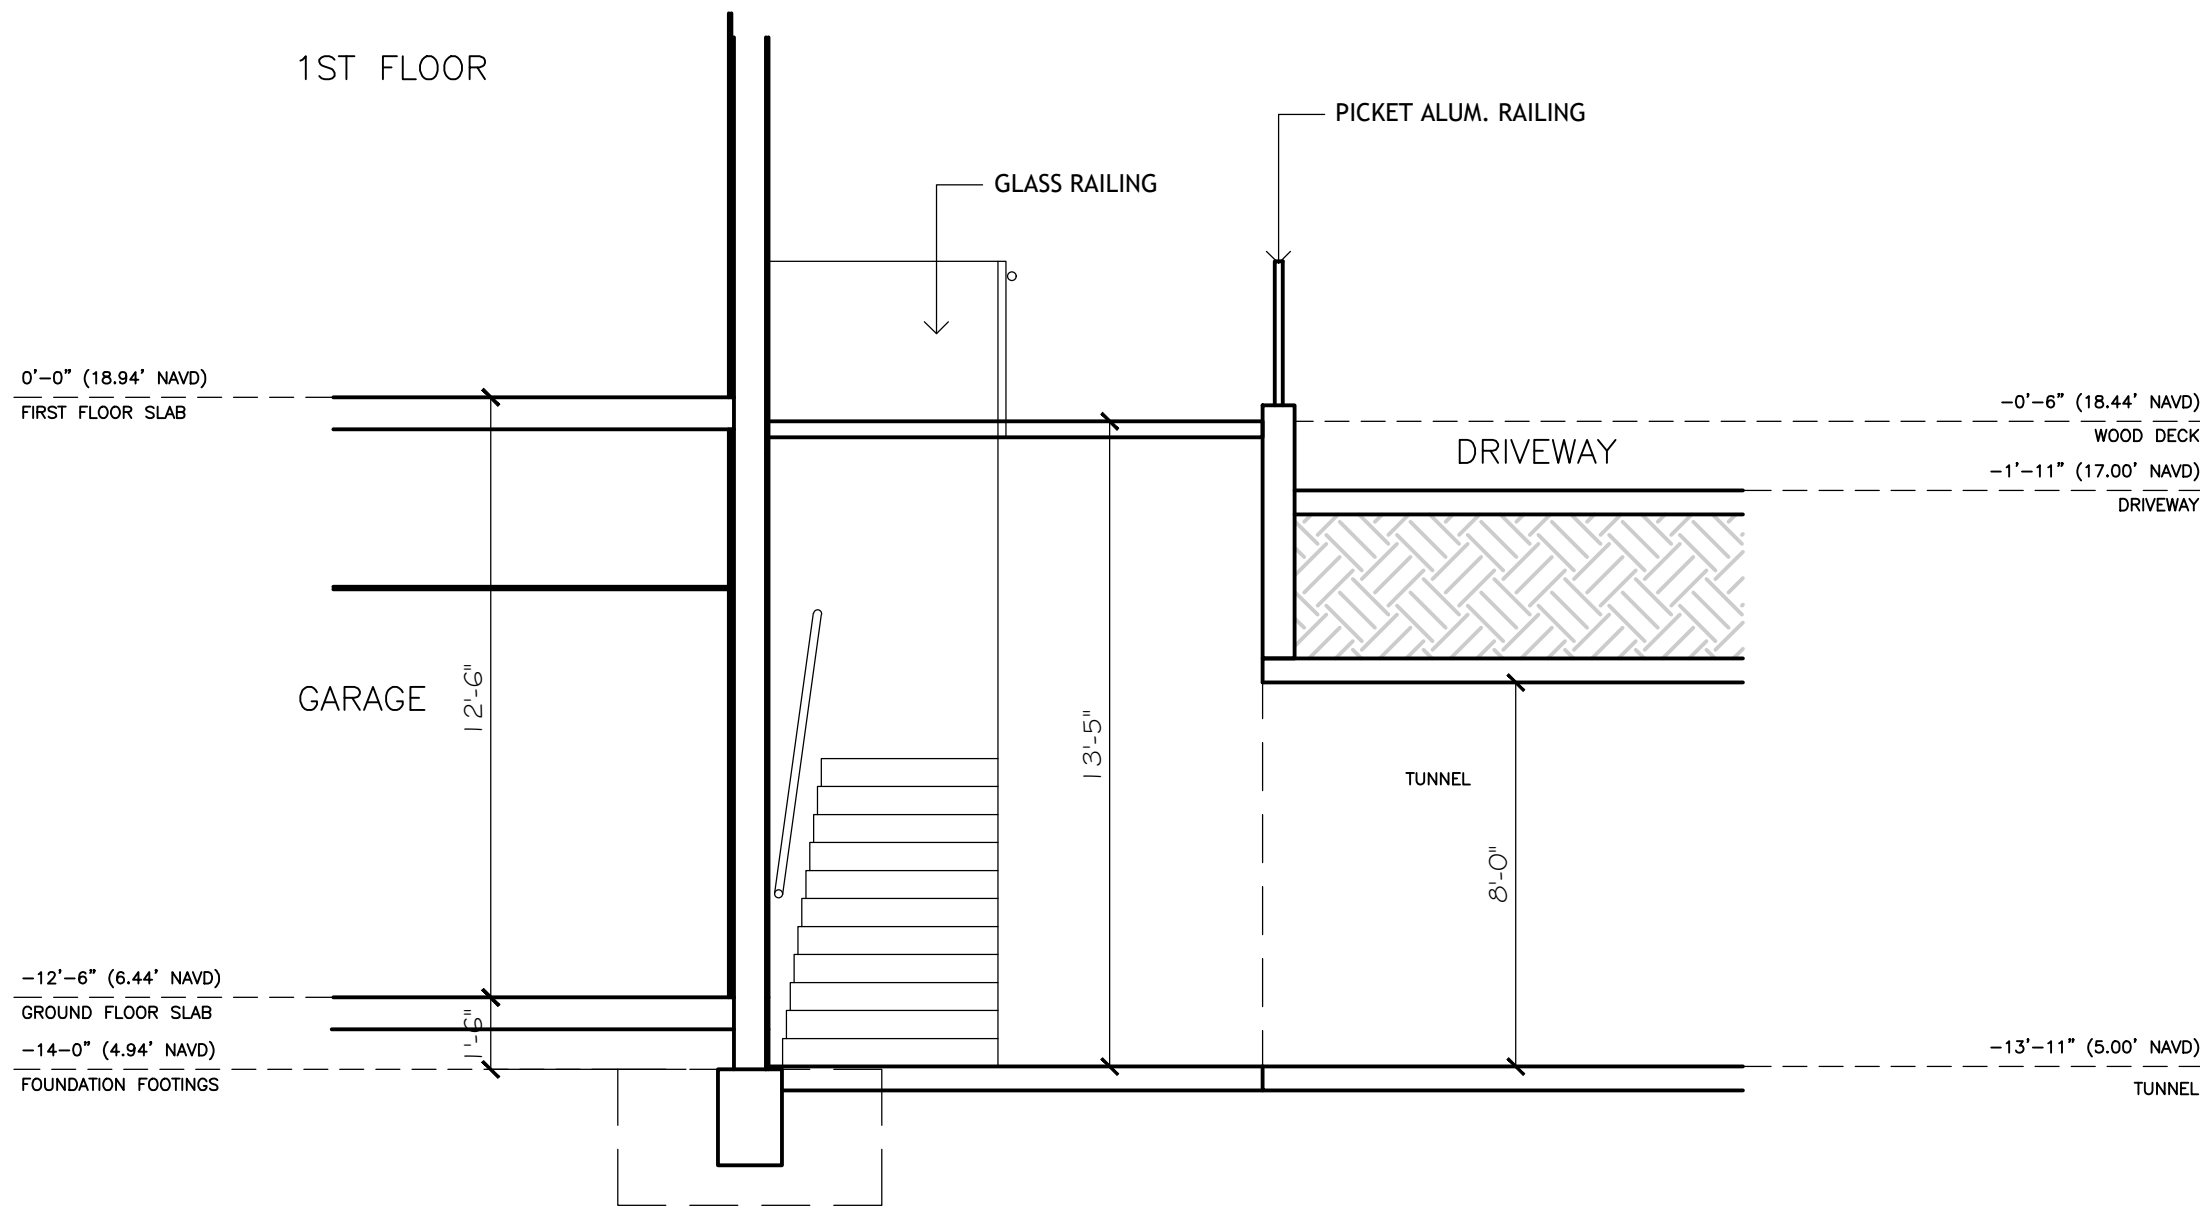 1ST FLOOR
PICKET ALUM. RAILING
GLASS RAILING
0'-0" (18.94' NAVD)
FIRST FLOOR SLAB
-0'-6" (18.44' NAVD)
WOOD DECK
DRIVEWAY
-1'-11" (17.00' NAVD)
DRIVEWAY
12'-6"
GARAGE
13'-5"
TUNNEL
8'-0"
-12'-6" (6.44' NAVD)
GROUND FLOOR SLAB
1'-6"
-14-0" (4.94' NAVD)
FOUNDATION FOOTINGS
-13'-11" (5.00' NAVD)
TUNNEL